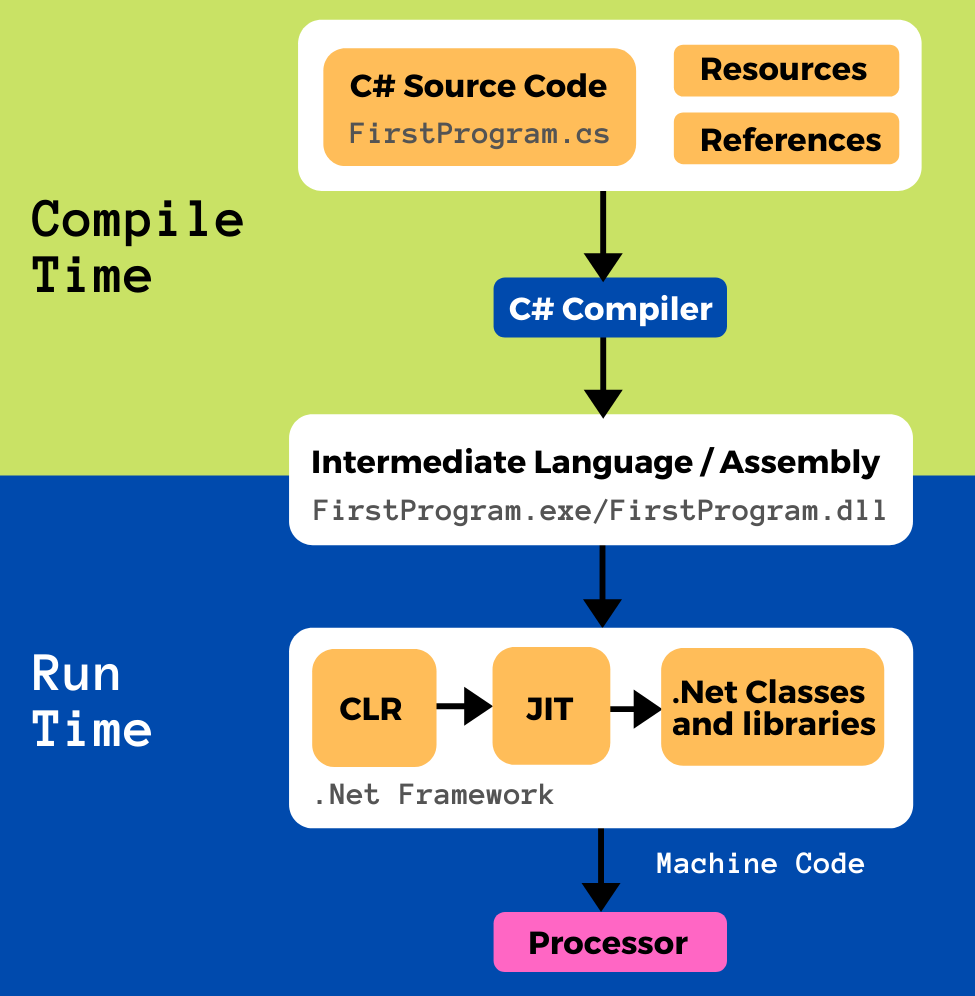 C# Source Code
FirstProgram.cs
Resources
References
Compile
Time
C# Compiler
Intermediate Language / Assembly
FirstProgram.exe/FirstProgram.dll
Run
Time
CLR
JIT
.Net Classes
and libraries
.Net Framework
Machine Code
Processor